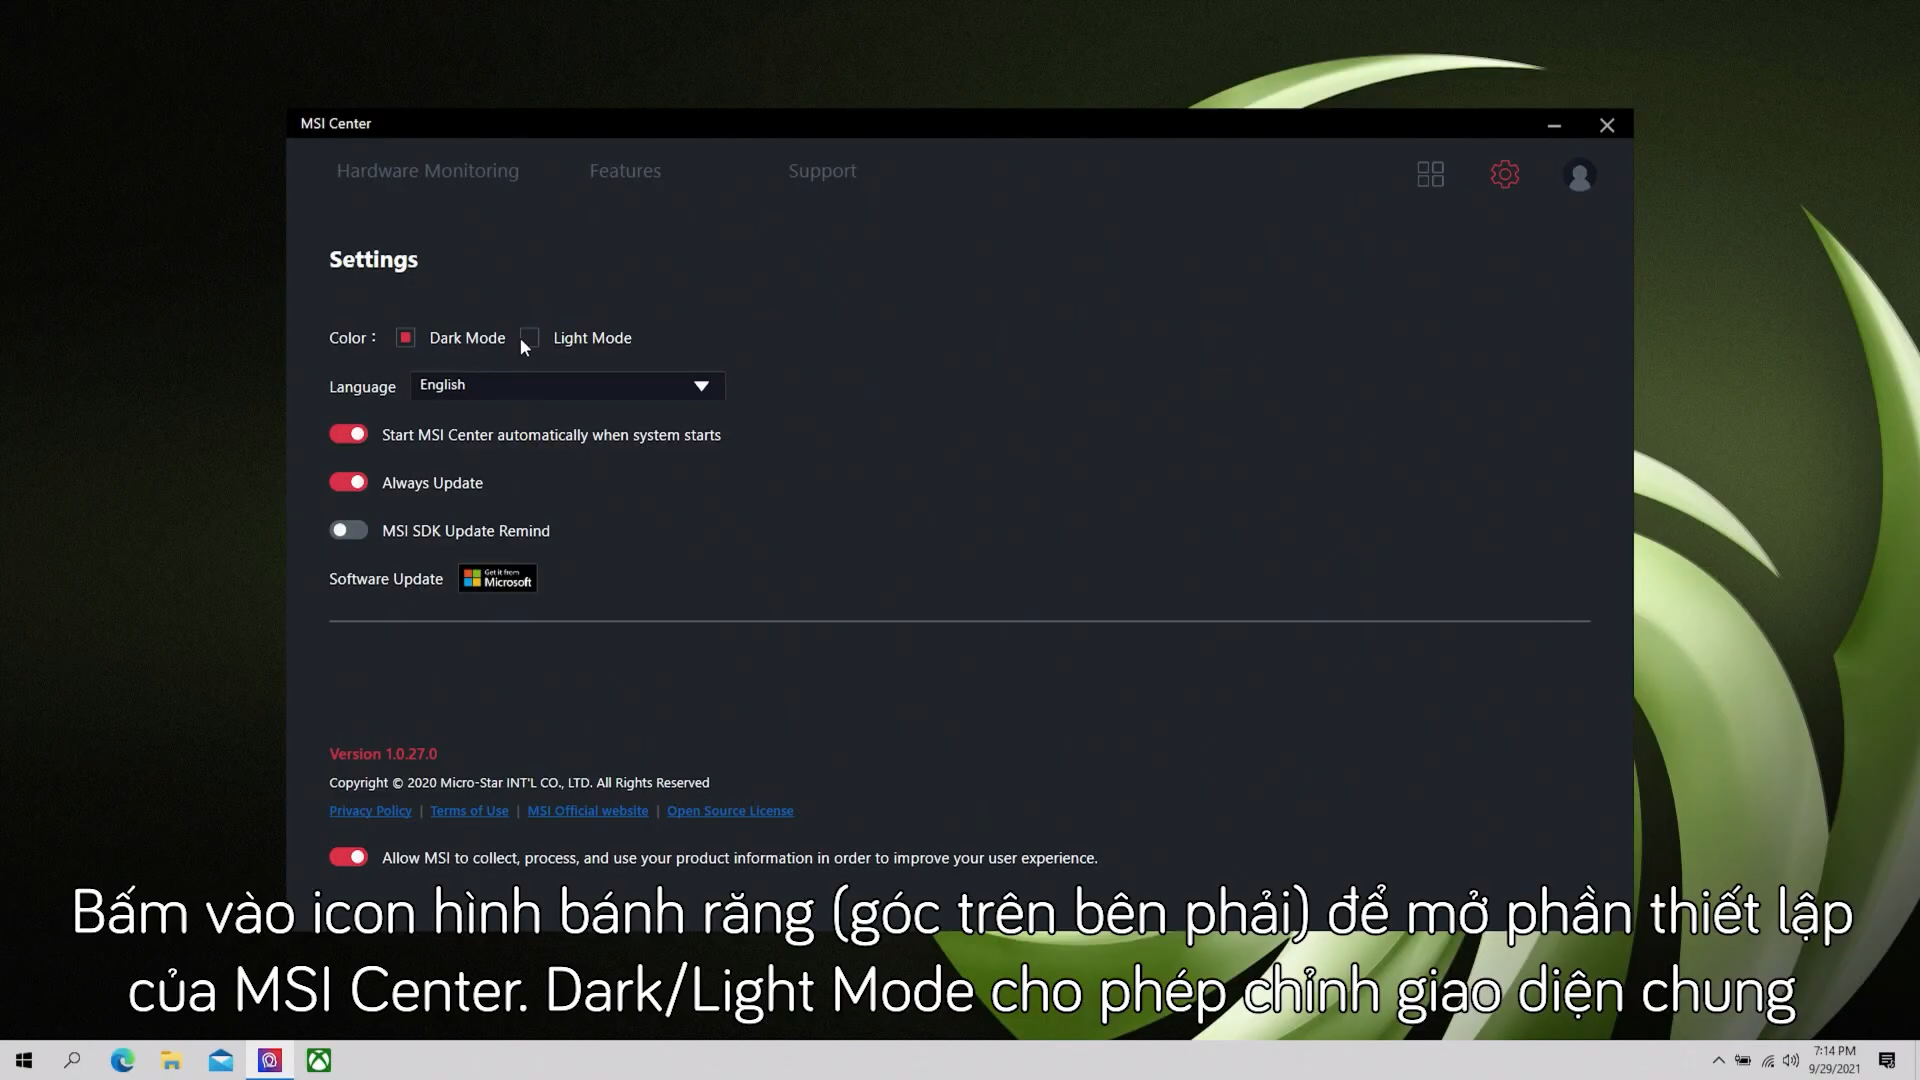 MSI Center
Hardware Monitoring
Features
Support
Settings
Color :
Dark Mode
Light Mode
Language
English
Start MSI Center automatically when system starts
Always Update
MSI SDK Update Remind
Software Update
Get it from
Microsoft
Version 1.0.27.0
Copyright © 2020 Micro-Star INT'L CO., LTD. All Rights Reserved
Privacy Policy | Terms of Use | MSI Official website | Open Source License
Allow MSI to collect, process, and use your product information in order to improve your user experience.
Bấm vào icon hình bánh răng (góc trên bên phải) để mở phần thiết lập
của MSI Center. Dark/Light Mode cho phép chỉnh giao diện chung
7:14 PM
9/29/2021